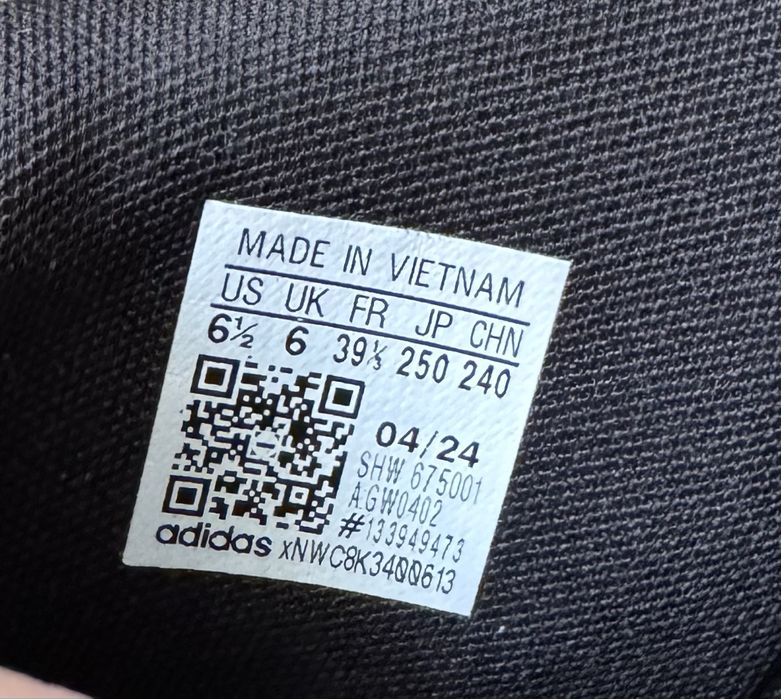 MADE IN VIETNAM
US UK FR JP CHN
6½ 6 39⅓ 250 240
04/24
SHW 675001
AGW0402
#133949473
adidas xNWC8K3400613